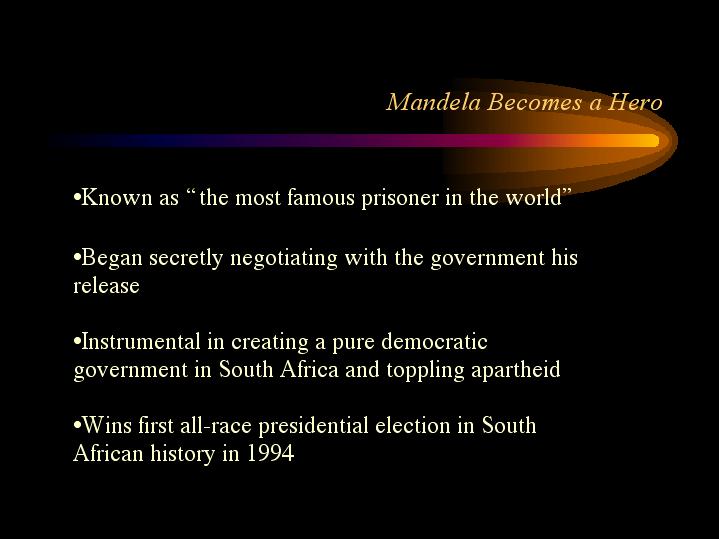 Mandela Becomes a Hero
•Known as “the most famous prisoner in the world”
•Began secretly negotiating with the government his
release
•Instrumental in creating a pure democratic
government in South Africa and toppling apartheid
•Wins first all-race presidential election in South
African history in 1994